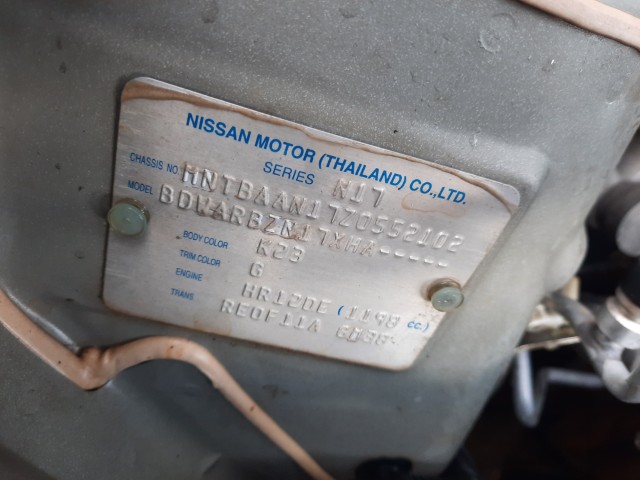 NISSAN MOTOR (THAILAND) CO.,LTD.
SERIES N17
CHASSIS NO. MNTBAAN17Z0552102
MODEL BDWARBZN17XHA-----
BODY COLOR K23
TRIM COLOR G
ENGINE HR12DE (1198 cc.)
TRANS RE0F11A